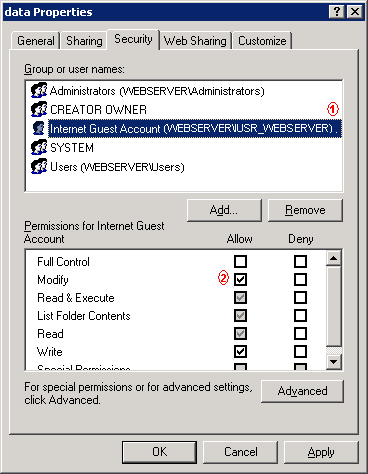 data Properties
General Sharing Security Web Sharing Customize
Group or user names:
Administrators (WEBSERVER\Administrators)
CREATOR OWNER 1
Internet Guest Account (WEBSERVER\IUSR_WEBSERVER) .
SYSTEM
Users (WEBSERVER\Users)
Add... Remove
Permissions for Internet Guest
Account Allow Deny
Full Control
Modify 2
Read & Execute
List Folder Contents
Read
Write
Special Permissions
For special permissions or for advanced settings,
click Advanced. Advanced
OK Cancel Apply